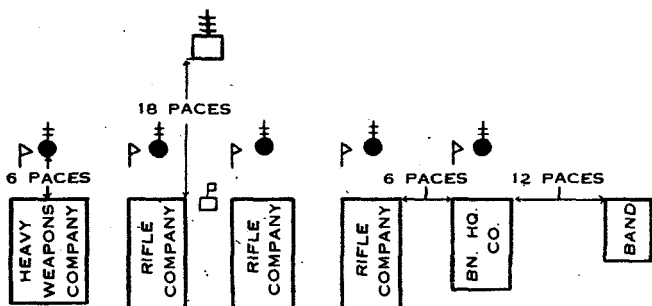 18 PACES
6 PACES
6 PACES
12 PACES
HEAVY
WEAPONS
COMPANY
RIFLE
COMPANY
RIFLE
COMPANY
RIFLE
COMPANY
BN. HQ.
CO.
BAND